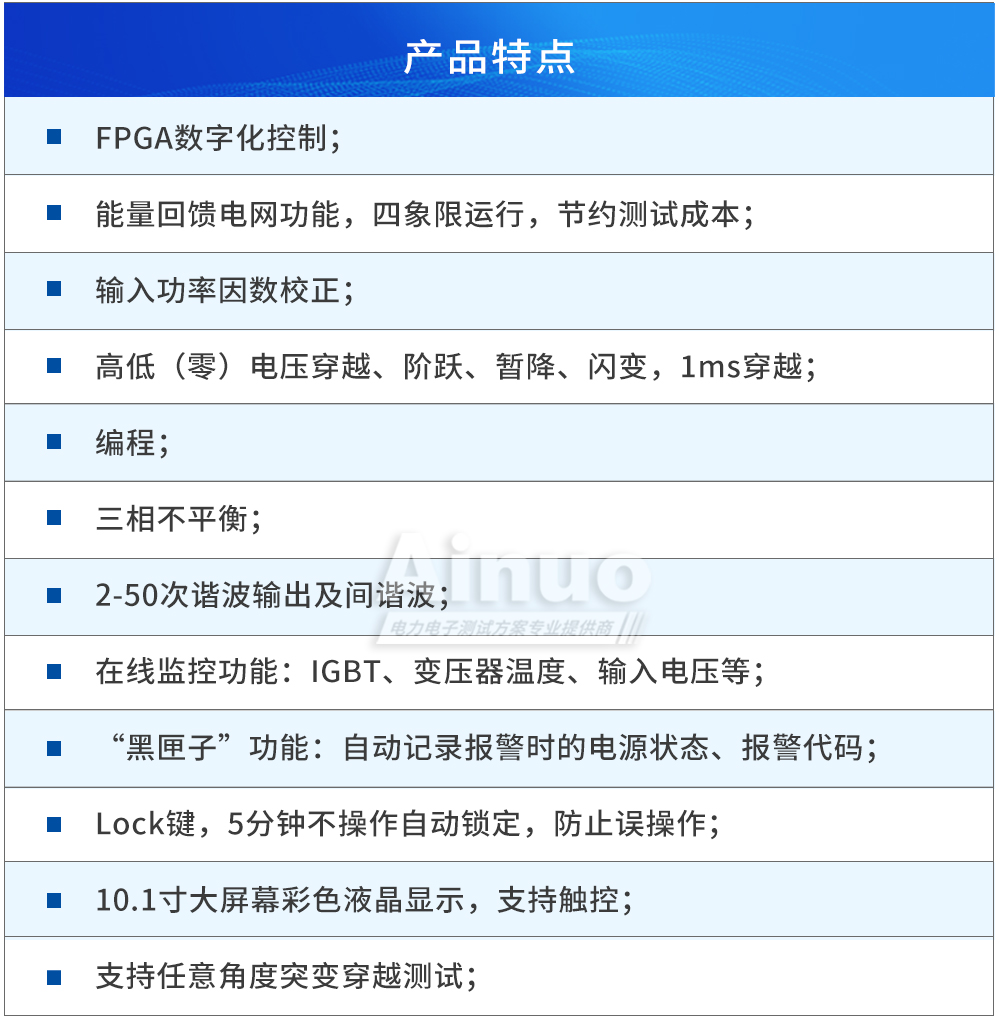 产品特点
FPGA数字化控制；
能量回馈电网功能，四象限运行，节约测试成本；
输入功率因数校正；
高低（零）电压穿越、阶跃、暂降、闪变，1ms穿越；
编程；
三相不平衡；
Ainuo
2-50次谐波输出及间谐波；
电力电子测试方案专业提供商
在线监控功能：IGBT、变压器温度、输入电压等；
“黑匣子”功能：自动记录报警时的电源状态、报警代码；
Lock键，5分钟不操作自动锁定，防止误操作；
10.1寸大屏幕彩色液晶显示，支持触控；
支持任意角度突变穿越测试；